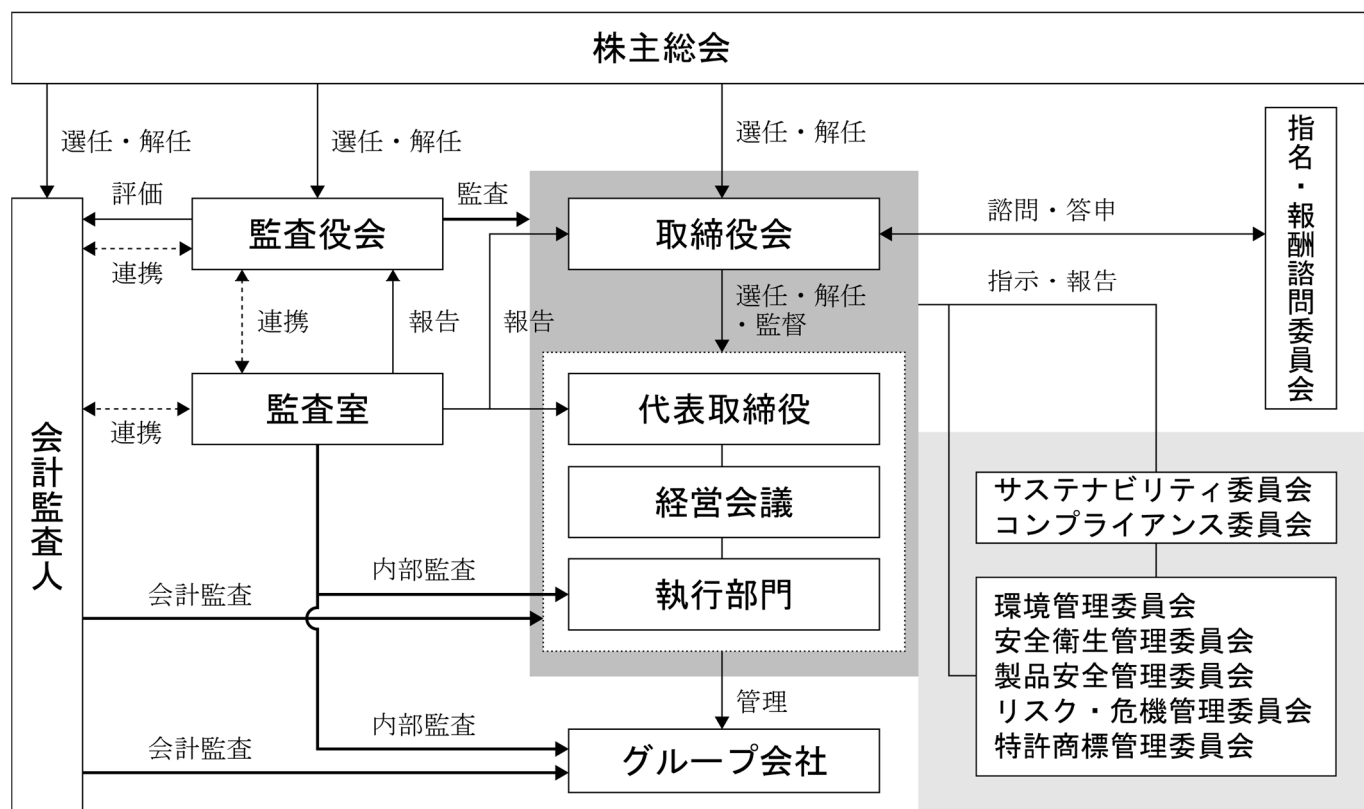 株主総会
選任・解任
選任・解任
選任・解任
指名・報酬諮問委員会
評価
監査役会
監査
取締役会
諮問・答申
連携
連携
報告
報告
選任・解任
・監督
指示・報告
会計監査人
監査室
連携
代表取締役
経営会議
サステナビリティ委員会
コンプライアンス委員会
内部監査
会計監査
執行部門
環境管理委員会
安全衛生管理委員会
製品安全管理委員会
リスク・危機管理委員会
特許商標管理委員会
管理
内部監査
会計監査
グループ会社